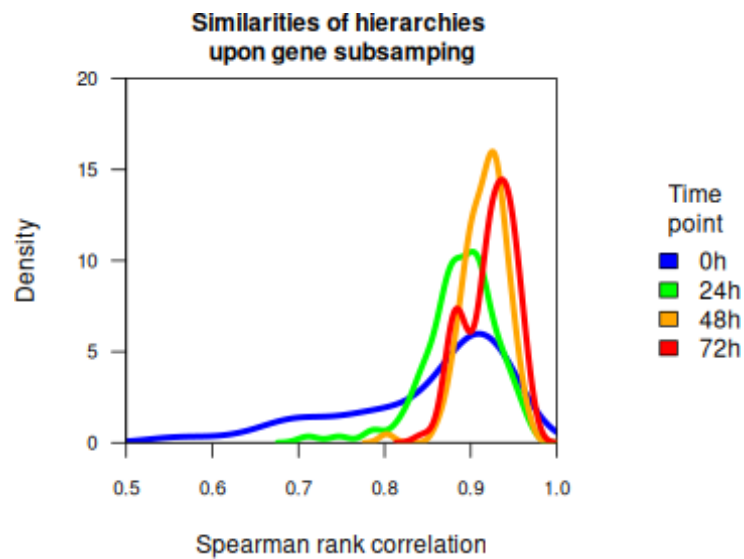 Similarities of hierarchies
upon gene subsamping
20
15
10
5
0
Density
0.5 0.6 0.7 0.8 0.9 1.0
Spearman rank correlation
Time
point
0h
24h
48h
72h